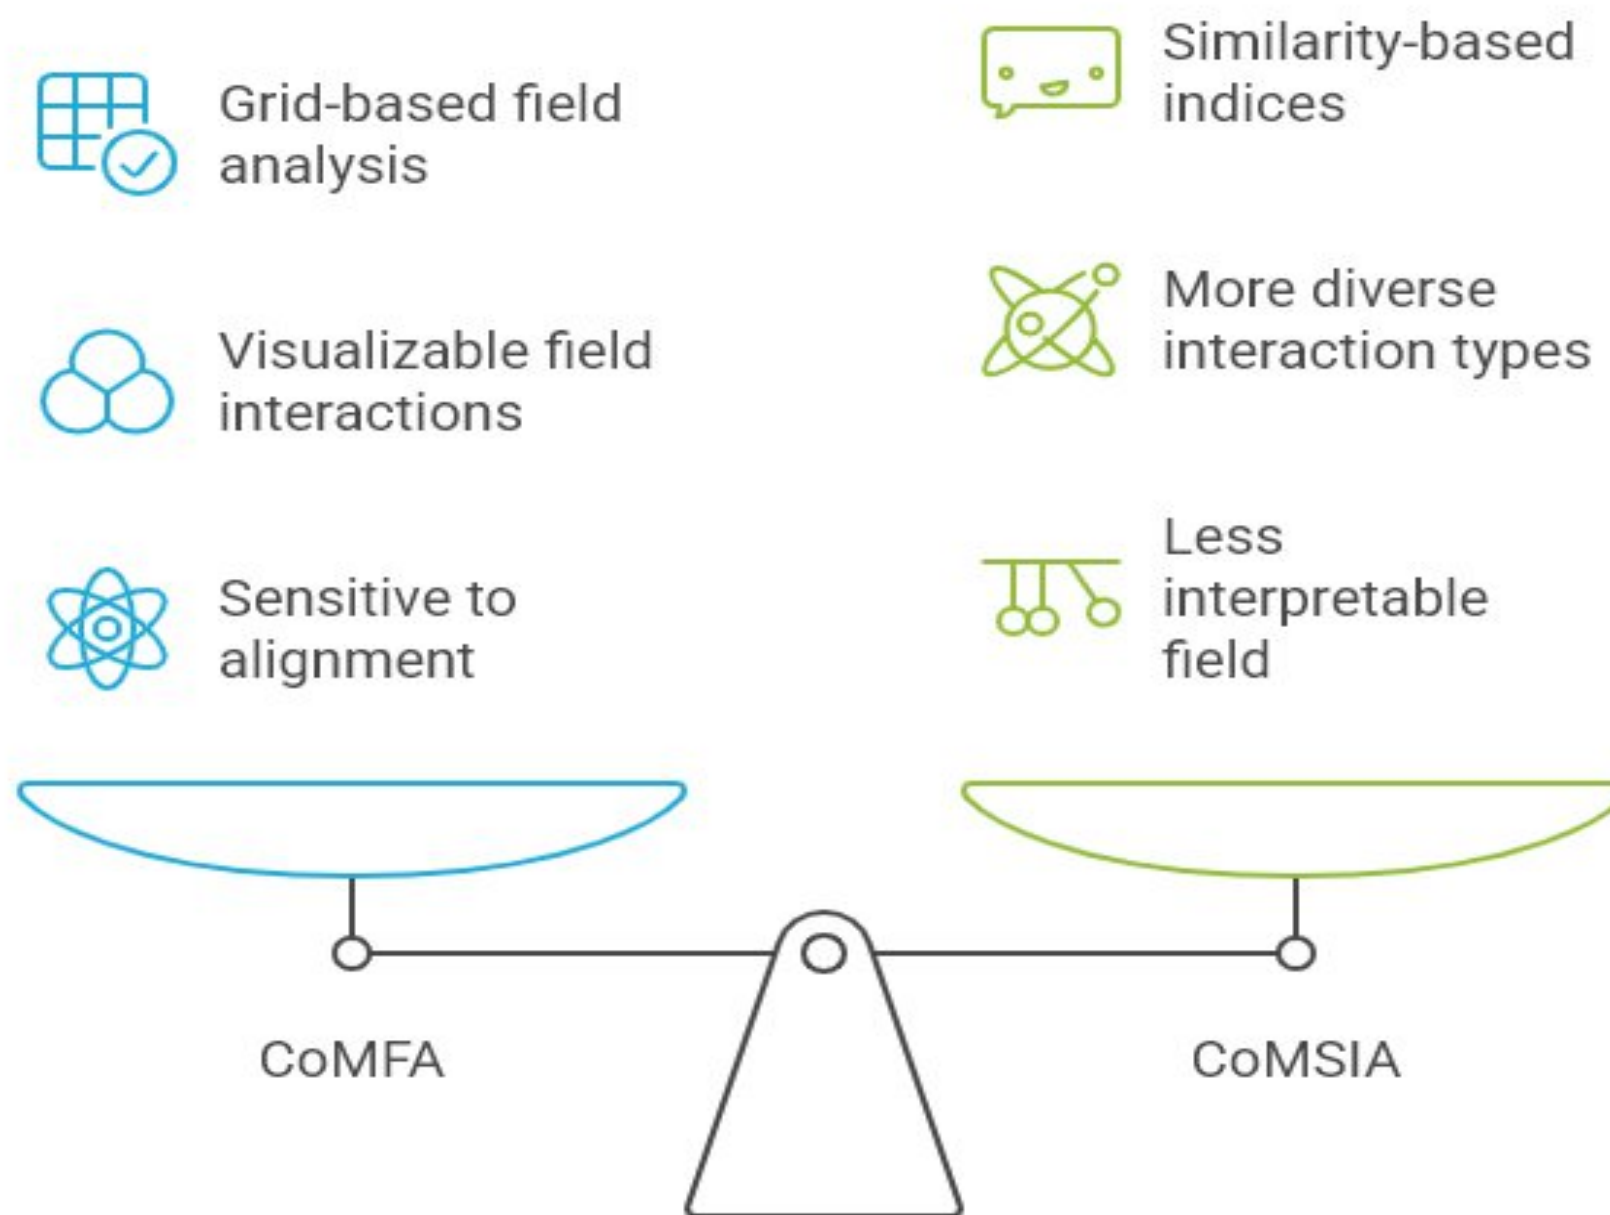 Grid-based field
analysis
Visualizable field
interactions
Sensitive to
alignment
CoMFA
Similarity-based
indices
More diverse
interaction types
Less
interpretable
field
CoMSIA